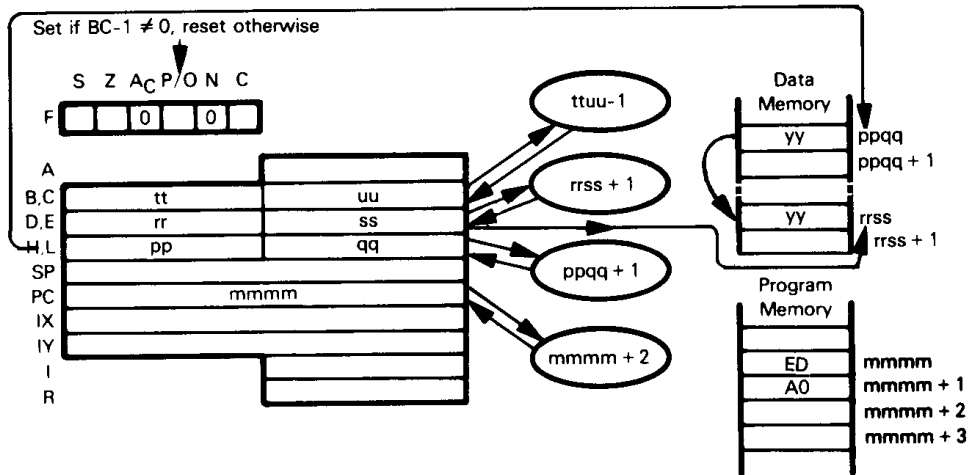 Set if BC-1 ≠ 0, reset otherwise
S Z AC P/O N C
F 0 0
A
B,C tt uu
D,E rr ss
H,L pp qq
SP
PC mmmm
IX
IY
I
R
ttuu-1
rrss + 1
ppqq + 1
mmmm + 2
Data
Memory
yy ppqq
ppqq + 1
yy rrss
rrss + 1
Program
Memory
ED mmmm
A0 mmmm + 1
mmmm + 2
mmmm + 3